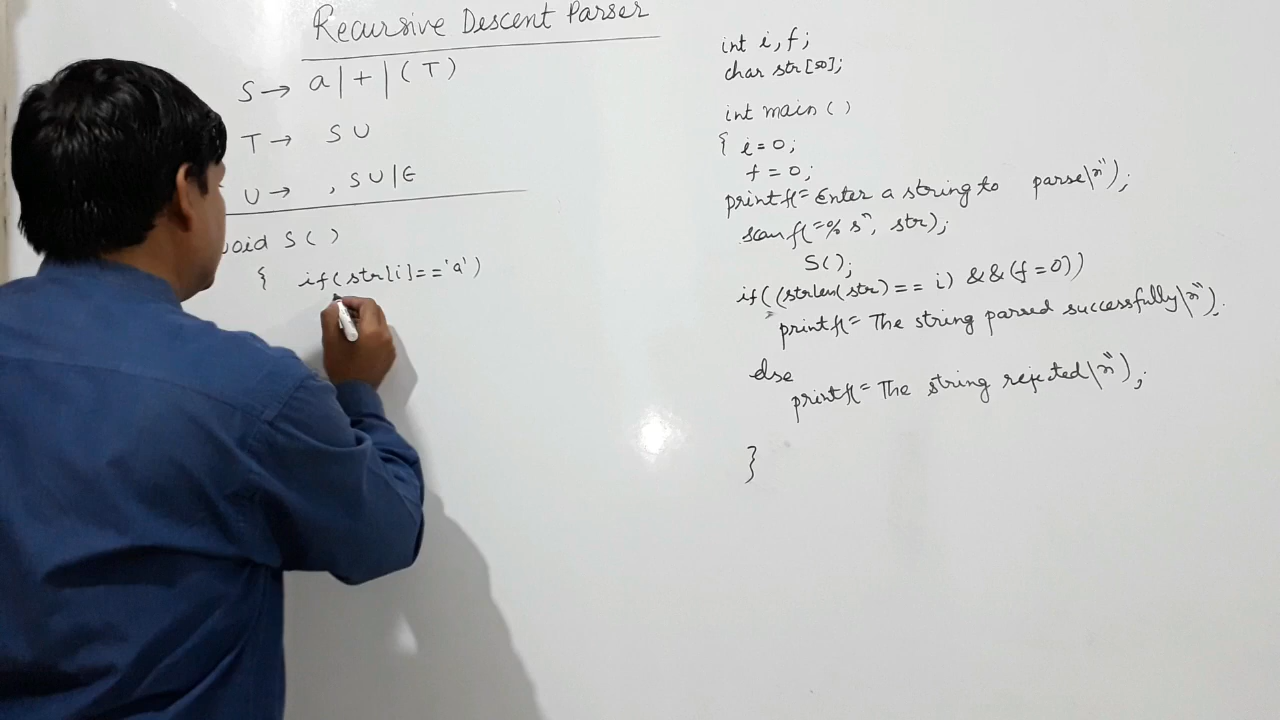 Recursive Descent Parser
S → a | + | ( T )
T → S U
U → , S U | ϵ
void S ( )
{ if(str[i]=='a')
int i, f;
char str[50];
int main ( )
{ i=0;
f = 0;
printf("Enter a string to parse\n");
scanf("%s", str);
S();
if((strlen(str) == i) && (f=0))
printf("The string parsed successfully\n").
else
printf("The string rejected\n");
}